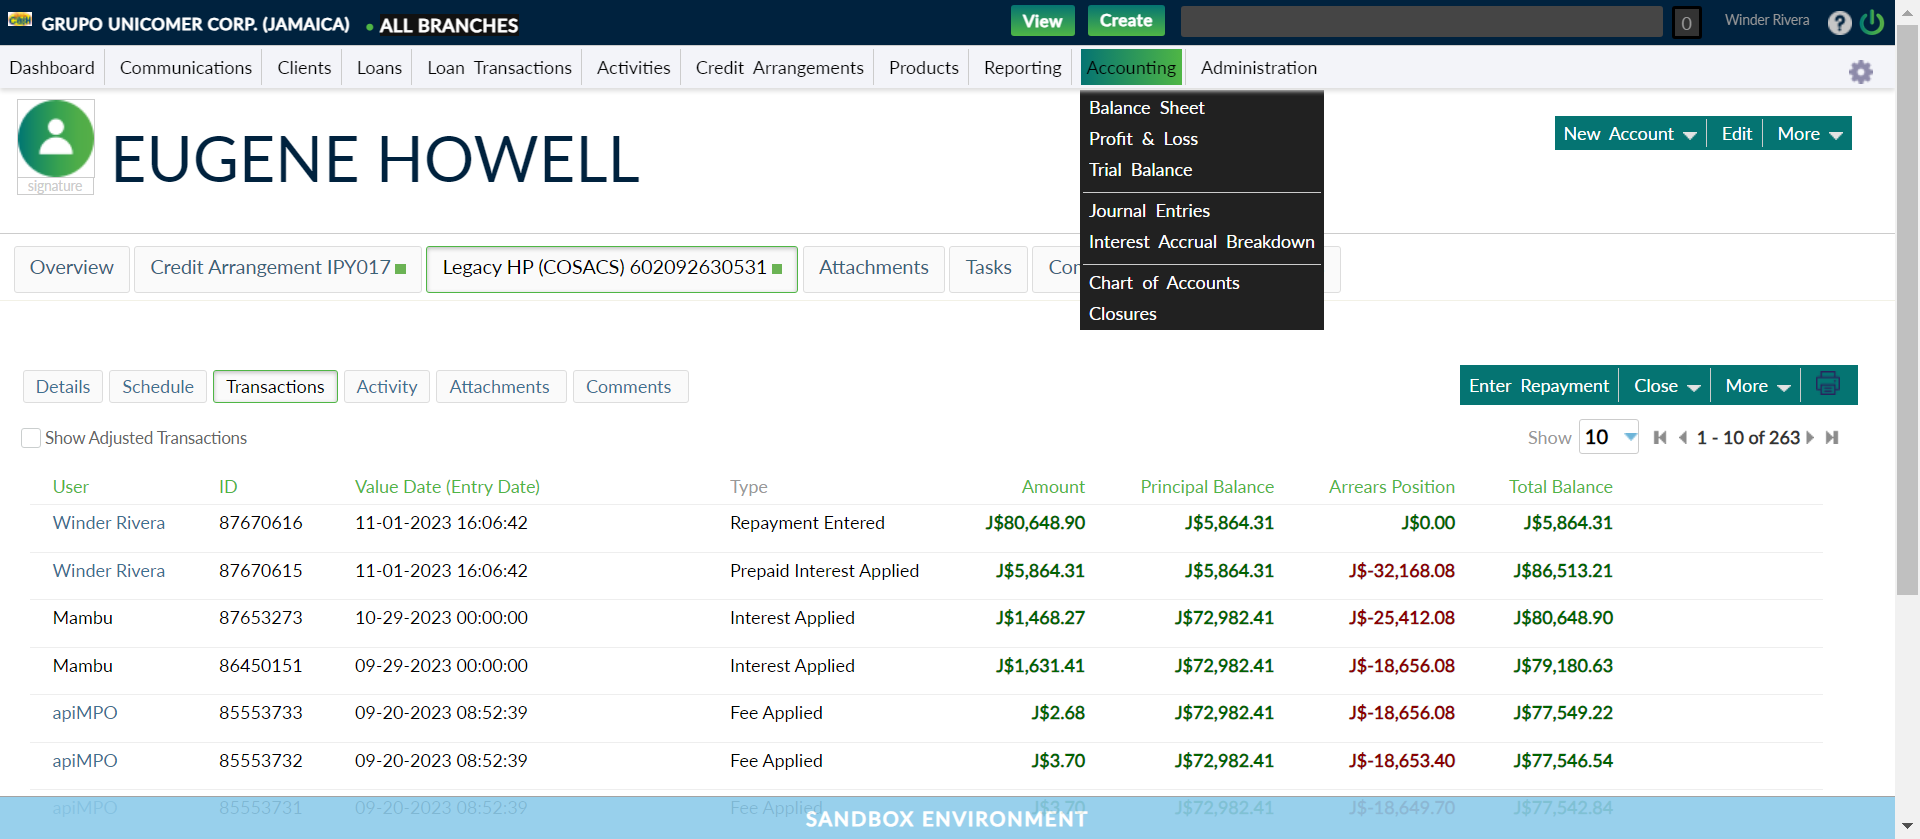 GRUPO UNICOMER CORP. (JAMAICA) ● ALL BRANCHES View Create 0 Winder Rivera ?
Dashboard Communications Clients Loans Loan Transactions Activities Credit Arrangements Products Reporting Accounting Administration
Balance Sheet
Profit & Loss
Trial Balance
Journal Entries
Interest Accrual Breakdown
Chart of Accounts
Closures
signature
EUGENE HOWELL
New Account Edit More
Overview Credit Arrangement IPY017 Legacy HP (COSACS) 602092630531 Attachments Tasks
Details Schedule Transactions Activity Attachments Comments
Enter Repayment Close More
Show Adjusted Transactions
Show 10 1 - 10 of 263
User ID Value Date (Entry Date) Type Amount Principal Balance Arrears Position Total Balance
Winder Rivera 87670616 11-01-2023 16:06:42 Repayment Entered J$80,648.90 J$5,864.31 J$0.00 J$5,864.31
Winder Rivera 87670615 11-01-2023 16:06:42 Prepaid Interest Applied J$5,864.31 J$5,864.31 J$-32,168.08 J$86,513.21
Mambu 87653273 10-29-2023 00:00:00 Interest Applied J$1,468.27 J$72,982.41 J$-25,412.08 J$80,648.90
Mambu 86450151 09-29-2023 00:00:00 Interest Applied J$1,631.41 J$72,982.41 J$-18,656.08 J$79,180.63
apiMPO 85553733 09-20-2023 08:52:39 Fee Applied J$2.68 J$72,982.41 J$-18,656.08 J$77,549.22
apiMPO 85553732 09-20-2023 08:52:39 Fee Applied J$3.70 J$72,982.41 J$-18,653.40 J$77,546.54
apiMPO 85553731 09-20-2023 08:52:39 Fee Applied J$3.70 J$72,982.41 J$-18,649.70 J$77,542.84
SANDBOX ENVIRONMENT